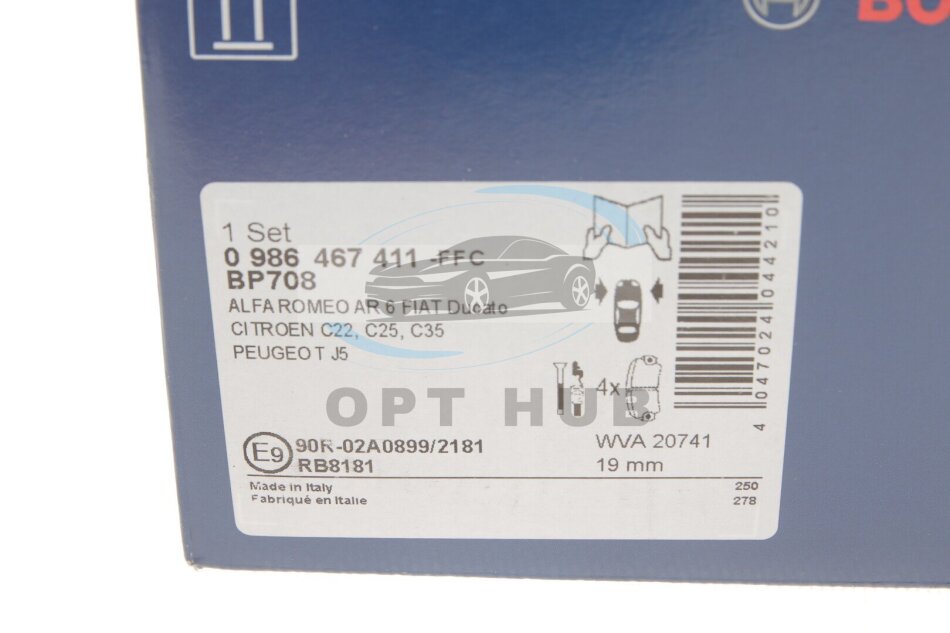 BO
1 Set
0 986 467 411 -FFC
BP708
ALFA ROMEO AR 6 FIAT Ducato
CITROEN C22, C25, C35
PEUGEOT J5
4x
OPT HUB
E9 90R-02A0899/2181
RB8181
WVA 20741
19 mm
Made in Italy
Fabriqué en Italie
250
278
4 047024 044210